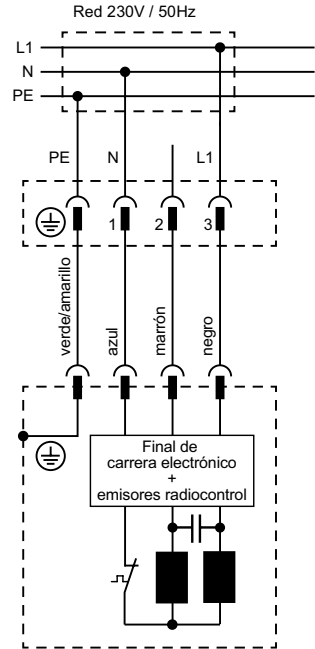 Red 230V / 50Hz
L1
N
PE
PE N L1
1 2 3
verde/amarillo
azul
marrón
negro
Final de
carrera electrónico
+
emisores radiocontrol